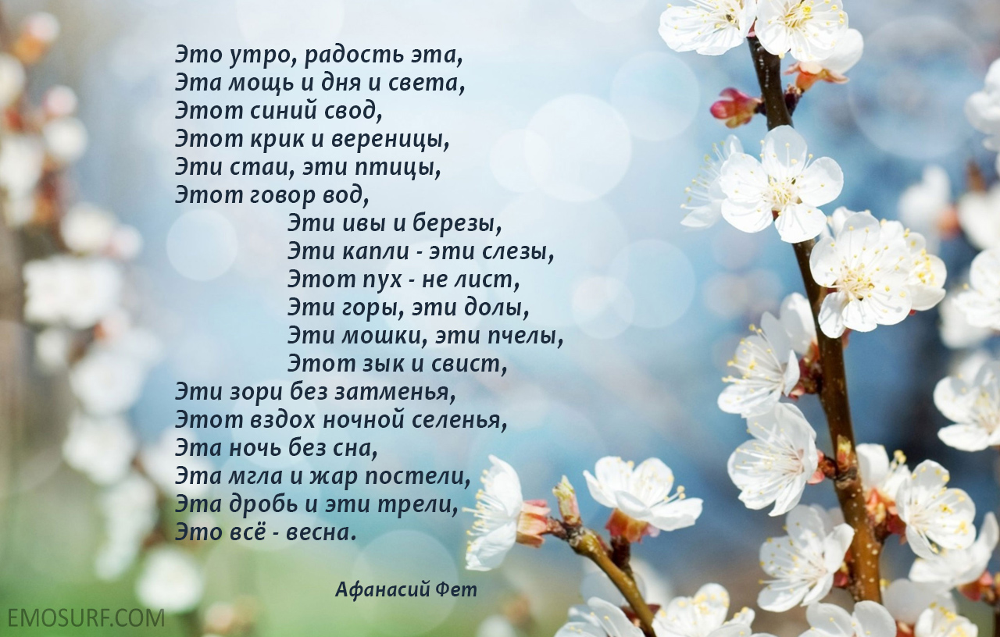 Это утро, радость эта,
Эта мощь и дня и света,
Этот синий свод,
Этот крик и вереницы,
Эти стаи, эти птицы,
Этот говор вод,
Эти ивы и березы,
Эти капли - эти слезы,
Этот пух - не лист,
Эти горы, эти долы,
Эти мошки, эти пчелы,
Этот зык и свист,
Эти зори без затменья,
Этот вздох ночной селенья,
Эта ночь без сна,
Эта мгла и жар постели,
Эта дробь и эти трели,
Это всё - весна.
Афанасий Фет
EMOSURF.COM